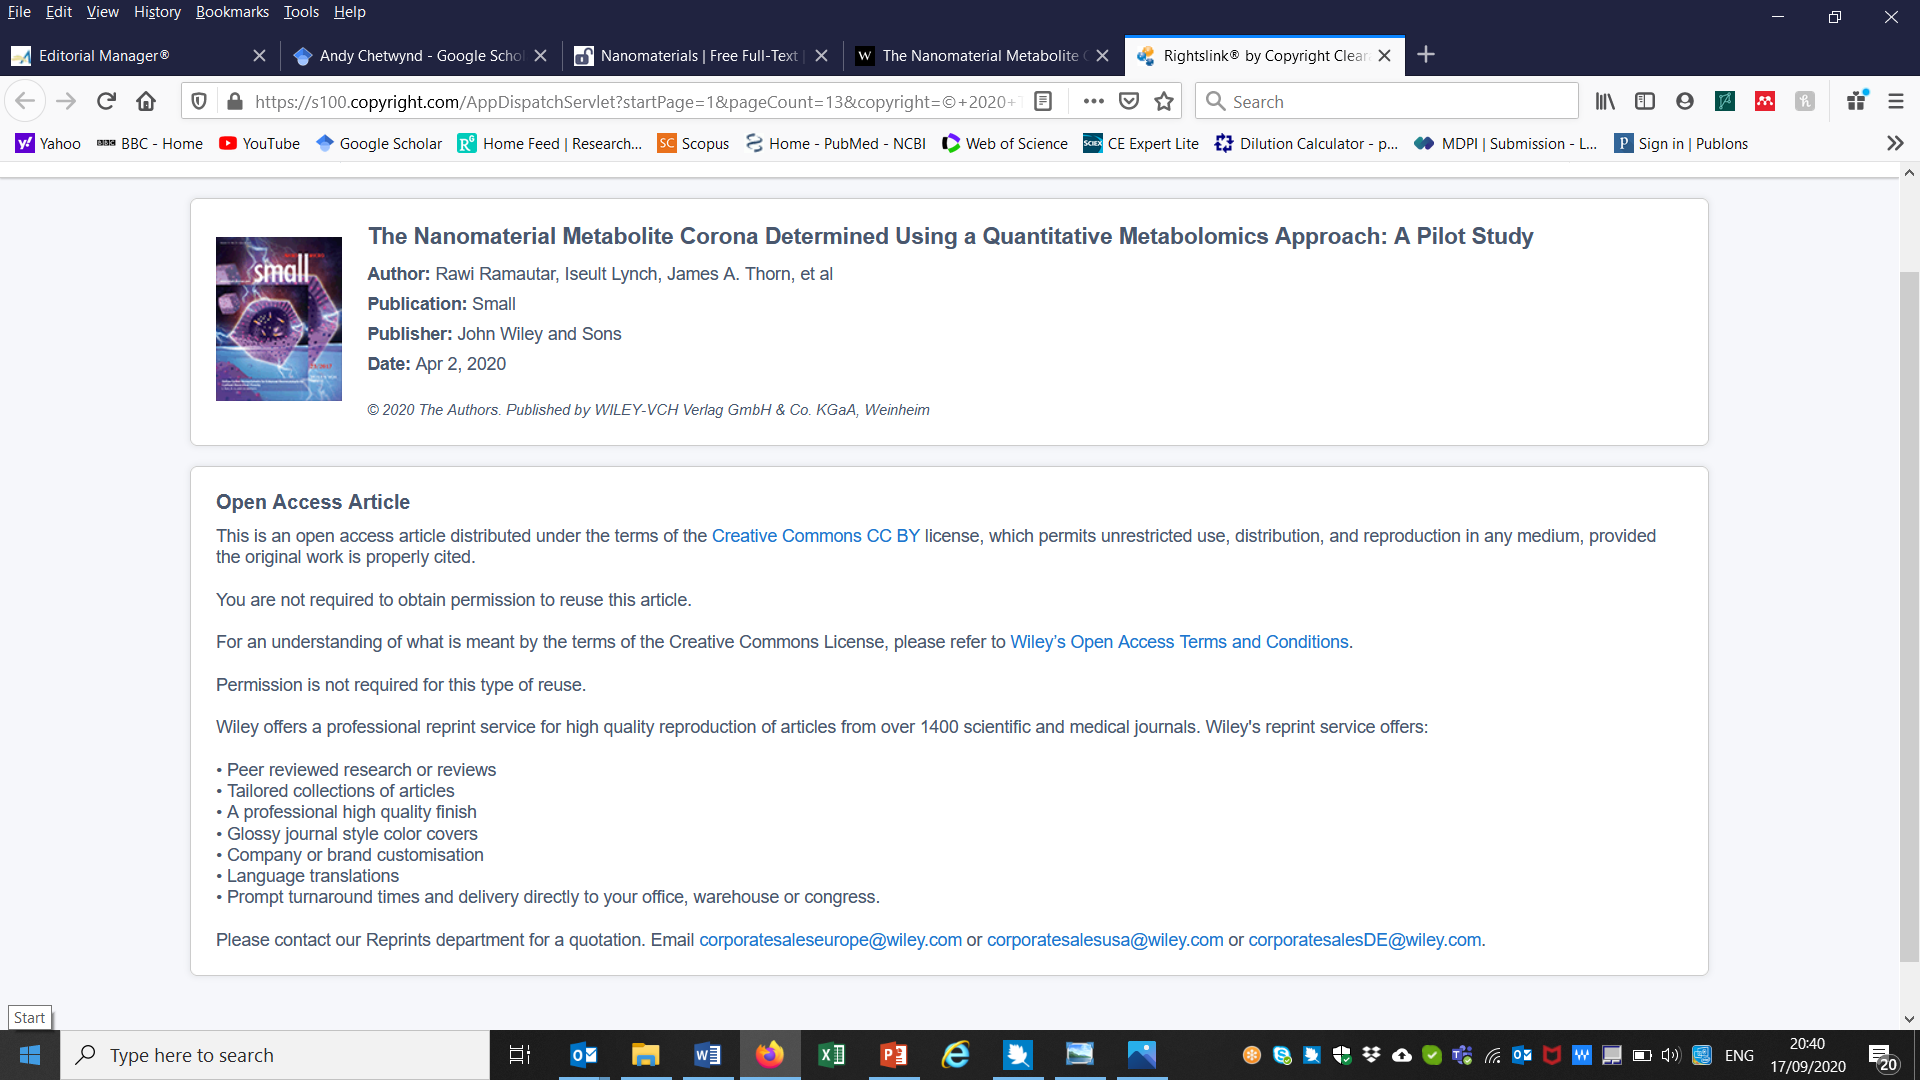 File Edit View History Bookmarks Tools Help
Editorial Manager®
Andy Chetwynd - Google Scho
Nanomaterials | Free Full-Text |
W The Nanomaterial Metabolite
Rightslink® by Copyright Clear
https://s100.copyright.com/AppDispatchServlet?startPage=1&pageCount=13&copyright=©+2020+
Search
Yahoo
BBC BBC - Home
YouTube
Google Scholar
Home Feed | Research...
SC Scopus
Home - PubMed - NCBI
Web of Science
SCIEX CE Expert Lite
Dilution Calculator - p...
MDPI | Submission - L...
P Sign in | Publons
small
The Nanomaterial Metabolite Corona Determined Using a Quantitative Metabolomics Approach: A Pilot Study
Author: Rawi Ramautar, Iseult Lynch, James A. Thorn, et al
Publication: Small
Publisher: John Wiley and Sons
Date: Apr 2, 2020
© 2020 The Authors. Published by WILEY-VCH Verlag GmbH & Co. KGaA, Weinheim
Open Access Article
This is an open access article distributed under the terms of the Creative Commons CC BY license, which permits unrestricted use, distribution, and reproduction in any medium, provided
the original work is properly cited.
You are not required to obtain permission to reuse this article.
For an understanding of what is meant by the terms of the Creative Commons License, please refer to Wiley’s Open Access Terms and Conditions.
Permission is not required for this type of reuse.
Wiley offers a professional reprint service for high quality reproduction of articles from over 1400 scientific and medical journals. Wiley's reprint service offers:
• Peer reviewed research or reviews
• Tailored collections of articles
• A professional high quality finish
• Glossy journal style color covers
• Company or brand customisation
• Language translations
• Prompt turnaround times and delivery directly to your office, warehouse or congress.
Please contact our Reprints department for a quotation. Email corporatesaleseurope@wiley.com or corporatesalesusa@wiley.com or corporatesalesDE@wiley.com.
Start
Type here to search
ENG
20:40
17/09/2020
20